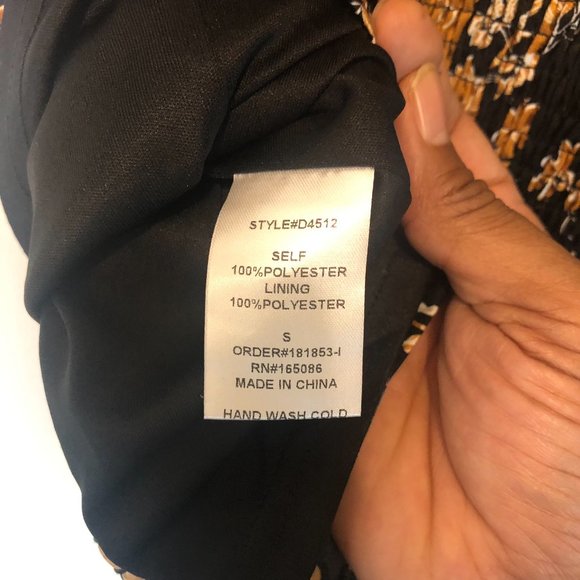 STYLE#D4512
SELF
100%POLYESTER
LINING
100%POLYESTER
S
ORDER#181853-I
RN#165086
MADE IN CHINA
HAND WASH COLD